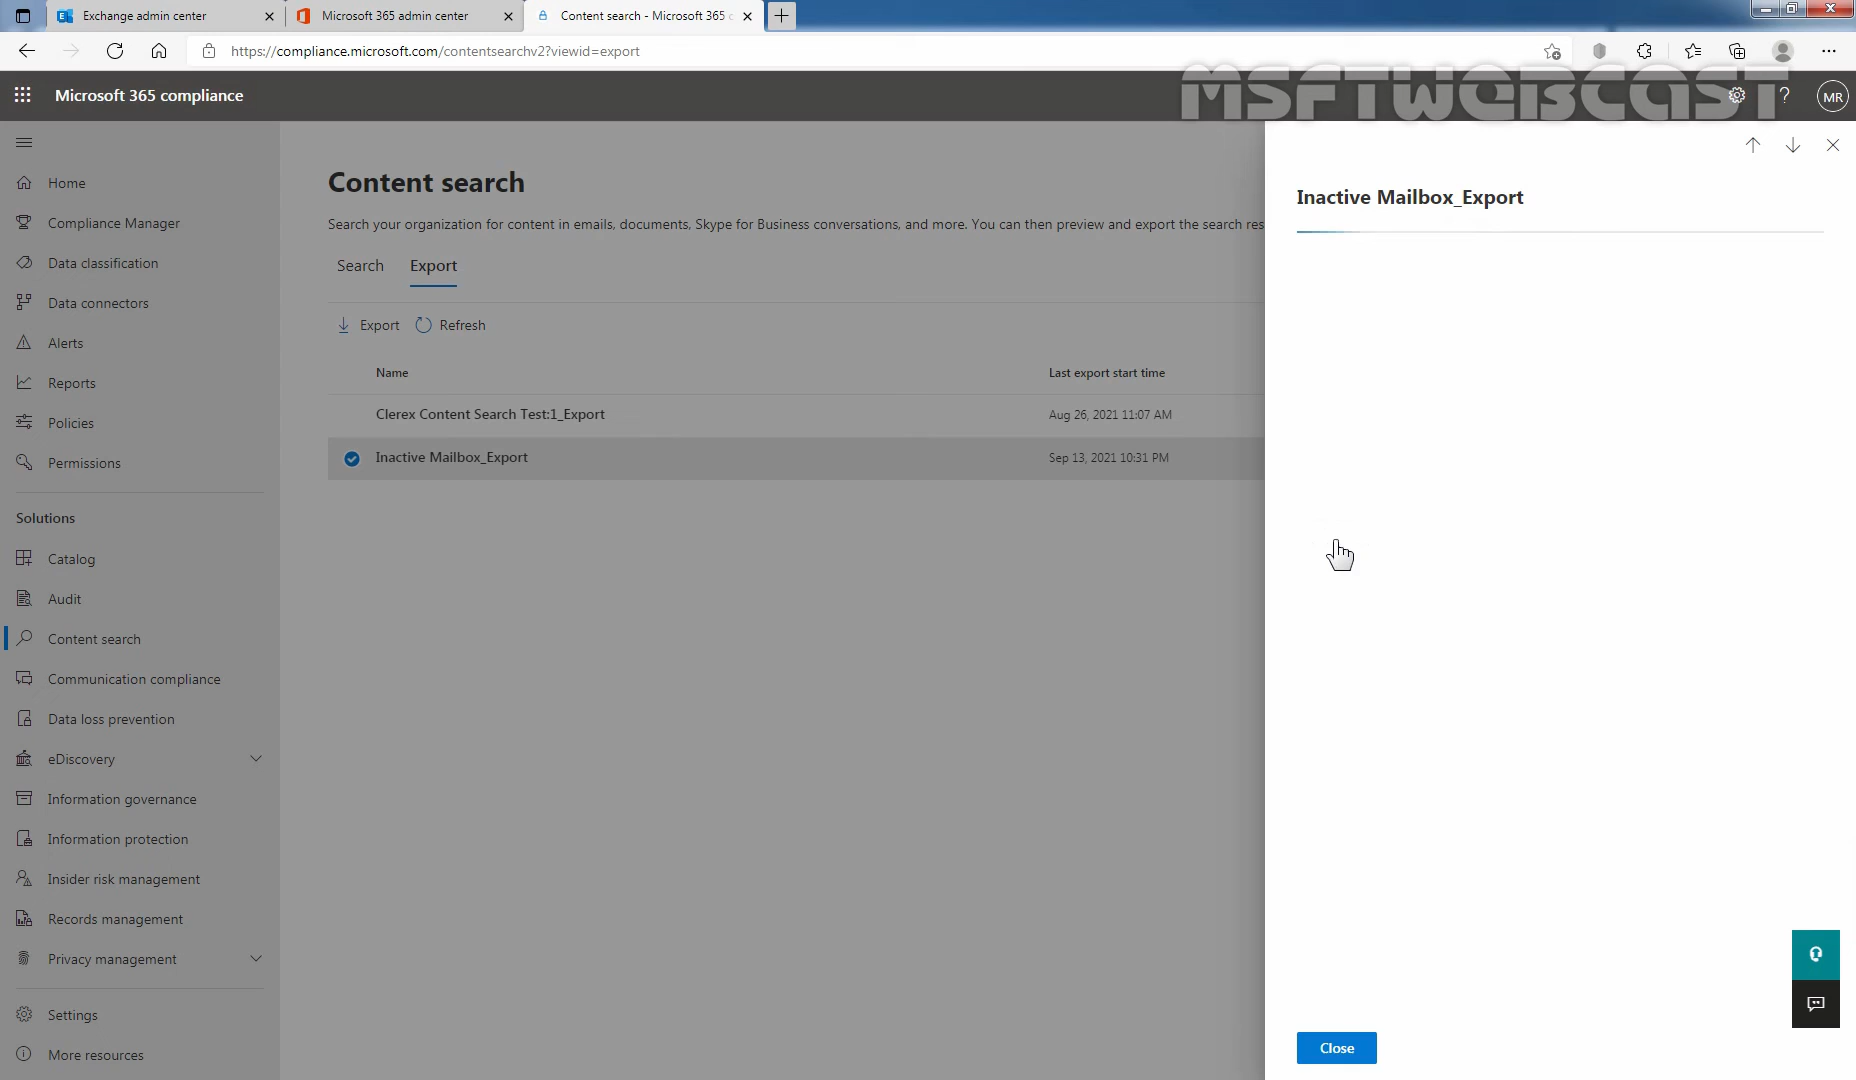 Exchange admin center
Microsoft 365 admin center
Content search - Microsoft 365 c
https://compliance.microsoft.com/contentsearchv2?viewid=export
MSFTWEBCAST
Microsoft 365 compliance
MR
Home
Compliance Manager
Data classification
Data connectors
Alerts
Reports
Policies
Permissions
Solutions
Catalog
Audit
Content search
Communication compliance
Data loss prevention
eDiscovery
Information governance
Information protection
Insider risk management
Records management
Privacy management
Settings
More resources
Content search
Search your organization for content in emails, documents, Skype for Business conversations, and more. You can then preview and export the search res
Search Export
Export Refresh
Name Last export start time
Clerex Content Search Test:1_Export Aug 26, 2021 11:07 AM
Inactive Mailbox_Export Sep 13, 2021 10:31 PM
Inactive Mailbox_Export
Close